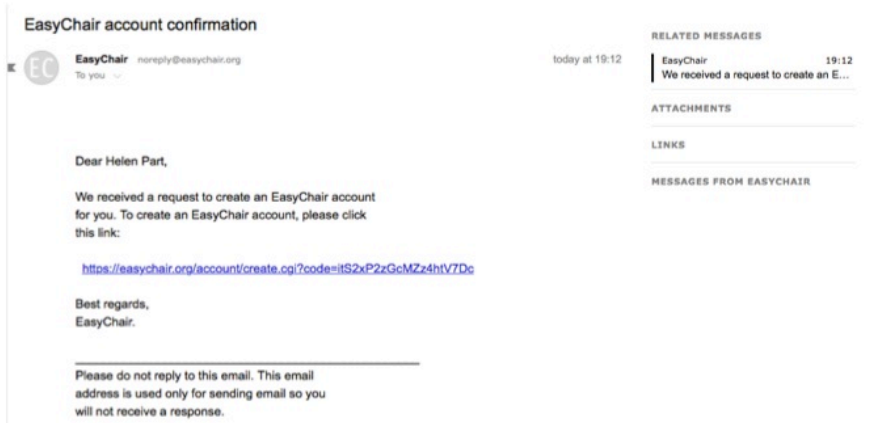 EasyChair account confirmation
EC
EasyChair noreply@easychair.org today at 19:12
To you
Dear Helen Part,
We received a request to create an EasyChair account
for you. To create an EasyChair account, please click
this link:
https://easychair.org/account/create.cgi?code=itS2xP2zGcMZz4htV7Dc
Best regards,
EasyChair.
Please do not reply to this email. This email
address is used only for sending email so you
will not receive a response.
RELATED MESSAGES
EasyChair 19:12
We received a request to create an E...
ATTACHMENTS
LINKS
MESSAGES FROM EASYCHAIR